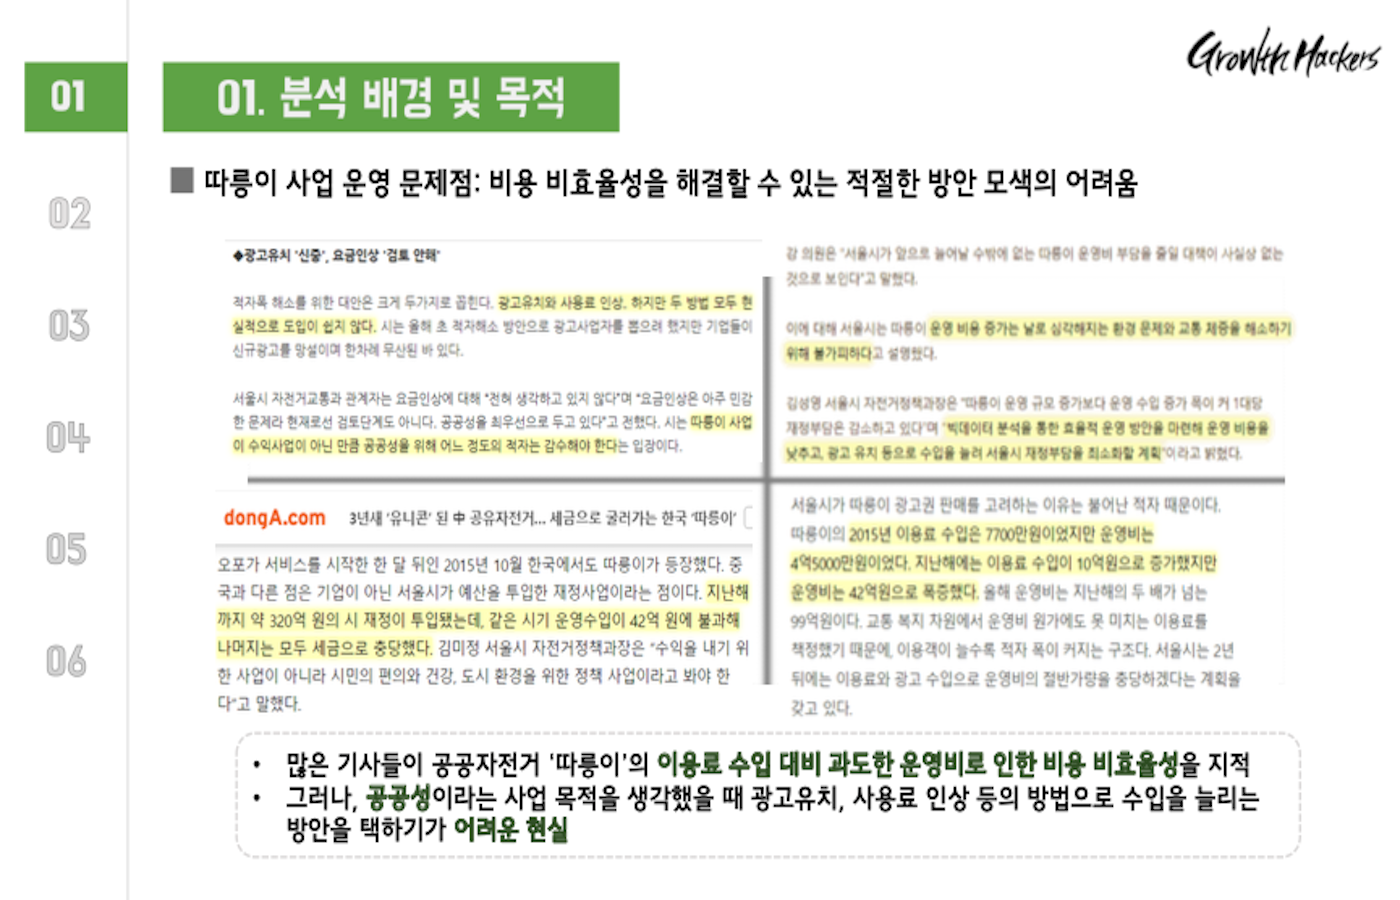 Growth Hackers
01
02
03
04
05
06
01. 분석 배경 및 목적
따릉이 사업 운영 문제점: 비용 비효율성을 해결할 수 있는 적절한 방안 모색의 어려움
◆광고유치 '신중', 요금인상 '검토 안해'
적자폭 해소를 위한 대안은 크게 두가지로 꼽힌다. 광고유치와 사용료 인상. 하지만 두 방법 모두 현
실적으로 도입이 쉽지 않다. 시는 올해 초 적자해소 방안으로 광고사업자를 뽑으려 했지만 기업들이
신규광고를 망설이며 한차례 무산된 바 있다.
서울시 자전거교통과 관계자는 요금인상에 대해 "전혀 생각하고 있지 않다"며 "요금인상은 아주 민감
한 문제라 현재로선 검토단계도 아니다. 공공성을 최우선으로 두고 있다"고 전했다. 시는 따릉이 사업
이 수익사업이 아닌 만큼 공공성을 위해 어느 정도의 적자는 감수해야 한다는 입장이다.
강 의원은 "서울시가 앞으로 늘어날 수밖에 없는 따릉이 운영비 부담을 줄일 대책이 사실상 없는
것으로 보인다"고 말했다.
이에 대해 서울시는 따릉이 운영 비용 증가는 날로 심각해지는 환경 문제와 교통 체증을 해소하기
위해 불가피하다고 설명했다.
김성영 서울시 자전거정책과장은 "따릉이 운영 규모 증가보다 운영 수입 증가 폭이 커 1대당
재정부담은 감소하고 있다"며 "빅데이터 분석을 통한 효율적 운영 방안을 마련해 운영 비용을
낮추고, 광고 유치 등으로 수입을 늘려 서울시 재정부담을 최소화할 계획"이라고 밝혔다.
dongA.com
3년새 '유니콘' 된 中 공유자전거... 세금으로 굴러가는 한국 '따릉이'
오포가 서비스를 시작한 한 달 뒤인 2015년 10월 한국에서도 따릉이가 등장했다. 중
국과 다른 점은 기업이 아닌 서울시가 예산을 투입한 재정사업이라는 점이다. 지난해
까지 약 320억 원의 시 재정이 투입됐는데, 같은 시기 운영수입이 42억 원에 불과해
나머지는 모두 세금으로 충당했다. 김미정 서울시 자전거정책과장은 "수익을 내기 위
한 사업이 아니라 시민의 편의와 건강, 도시 환경을 위한 정책 사업이라고 봐야 한
다"고 말했다.
서울시가 따릉이 광고권 판매를 고려하는 이유는 불어난 적자 때문이다.
따릉이의 2015년 이용료 수입은 7700만원이었지만 운영비는
4억5000만원이었다. 지난해에는 이용료 수입이 10억원으로 증가했지만
운영비는 42억원으로 폭증했다. 올해 운영비는 지난해의 두 배가 넘는
99억원이다. 교통 복지 차원에서 운영비 원가에도 못 미치는 이용료를
책정했기 때문에, 이용객이 늘수록 적자 폭이 커지는 구조다. 서울시는 2년
뒤에는 이용료와 광고 수입으로 운영비의 절반가량을 충당하겠다는 계획을
갖고 있다.
• 많은 기사들이 공공자전거 '따릉이'의 이용료 수입 대비 과도한 운영비로 인한 비용 비효율성을 지적
• 그러나, 공공성이라는 사업 목적을 생각했을 때 광고유치, 사용료 인상 등의 방법으로 수입을 늘리는
방안을 택하기가 어려운 현실